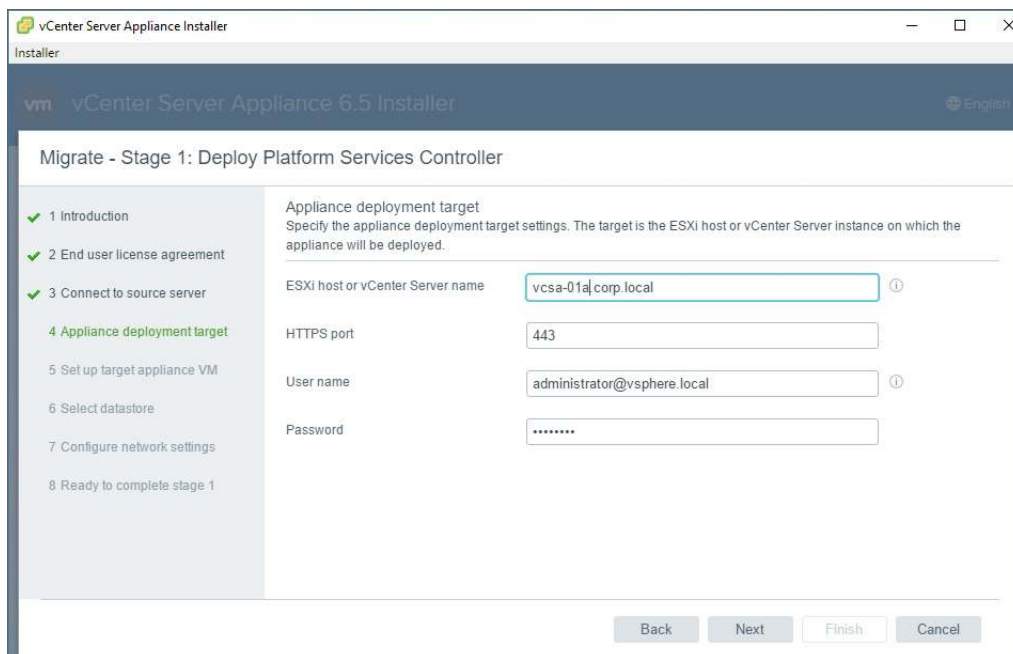 vCenter Server Appliance Installer
Installer
vm vCenter Server Appliance 6.5 Installer
English
Migrate - Stage 1: Deploy Platform Services Controller
1 Introduction
2 End user license agreement
3 Connect to source server
4 Appliance deployment target
5 Set up target appliance VM
6 Select datastore
7 Configure network settings
8 Ready to complete stage 1
Appliance deployment target
Specify the appliance deployment target settings. The target is the ESXi host or vCenter Server instance on which the
appliance will be deployed.
ESXi host or vCenter Server name vcsa-01a.corp.local
HTTPS port 443
User name administrator@vsphere.local
Password ••••••••
Back Next Finish Cancel